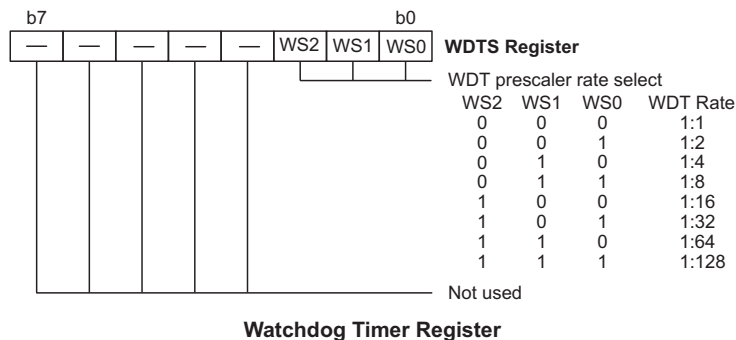 b7 b0
— — — — — WS2 WS1 WS0 WDTS Register
WDT prescaler rate select
WS2 WS1 WS0 WDT Rate
0 0 0 1:1
0 0 1 1:2
0 1 0 1:4
0 1 1 1:8
1 0 0 1:16
1 0 1 1:32
1 1 0 1:64
1 1 1 1:128
Not used
Watchdog Timer Register